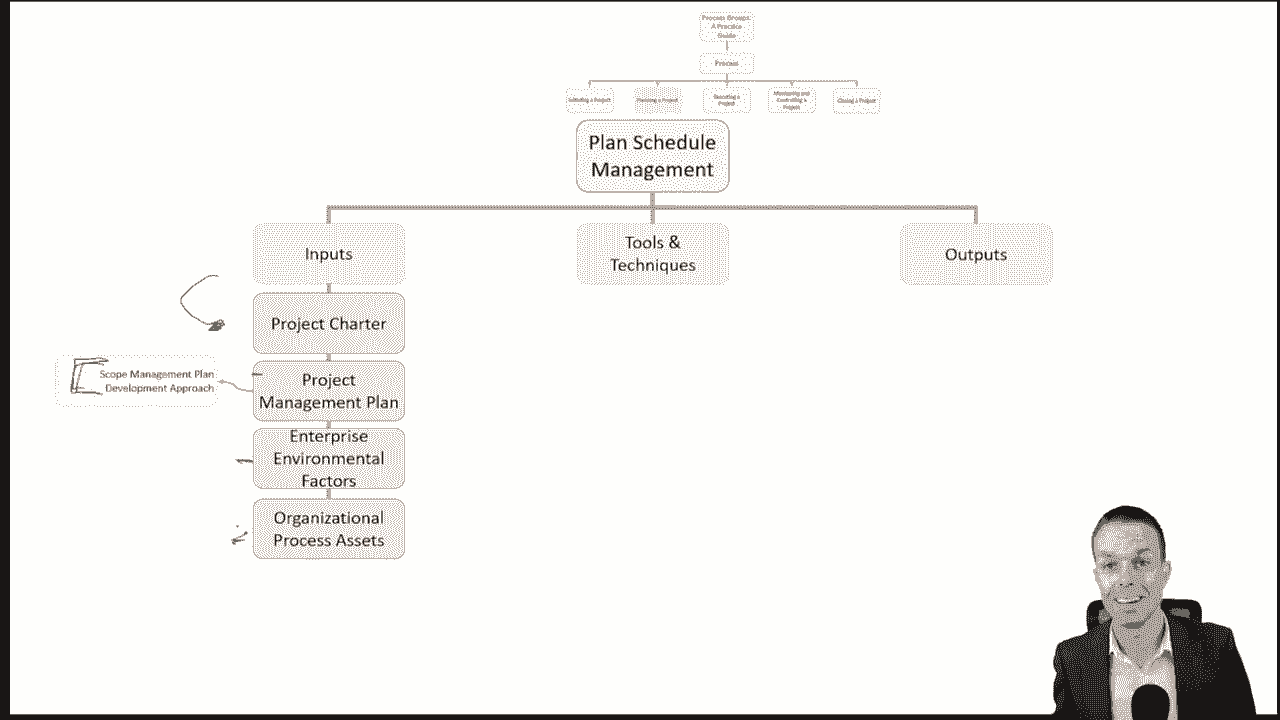 Process Groups:
A Practice
Guide
Process
Initiating a Project
Planning a Project
Executing a
Project
Monitoring and
Controlling a
Project
Closing a Project
Plan Schedule
Management
Inputs
Tools &
Techniques
Outputs
Project Charter
Project
Management Plan
Scope Management Plan
Development Approach
Enterprise
Environmental
Factors
Organizational
Process Assets